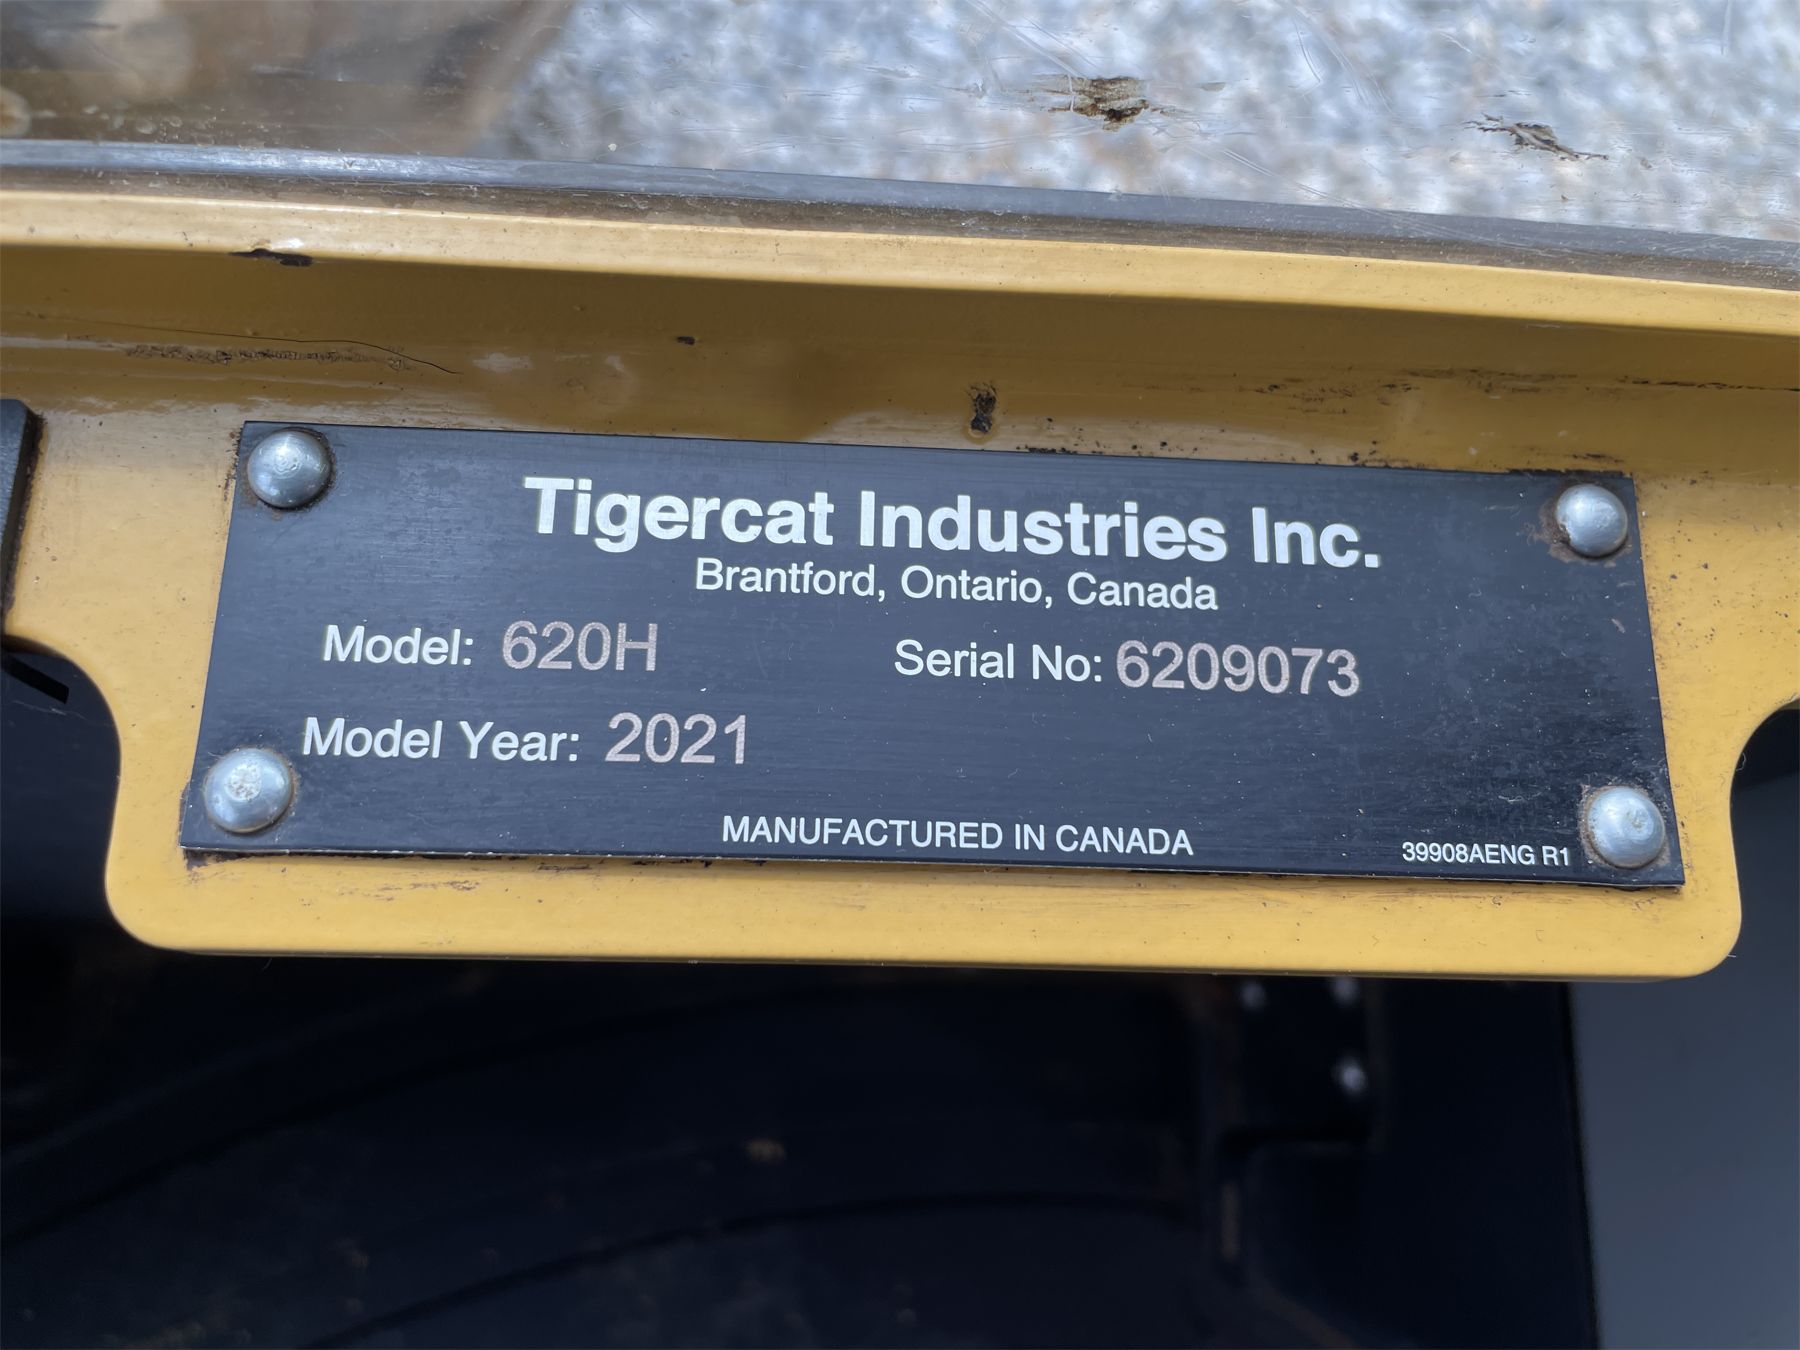 Tigercat Industries Inc.
Brantford, Ontario, Canada
Model: 620H Serial No: 6209073
Model Year: 2021
MANUFACTURED IN CANADA
39908AENG R1